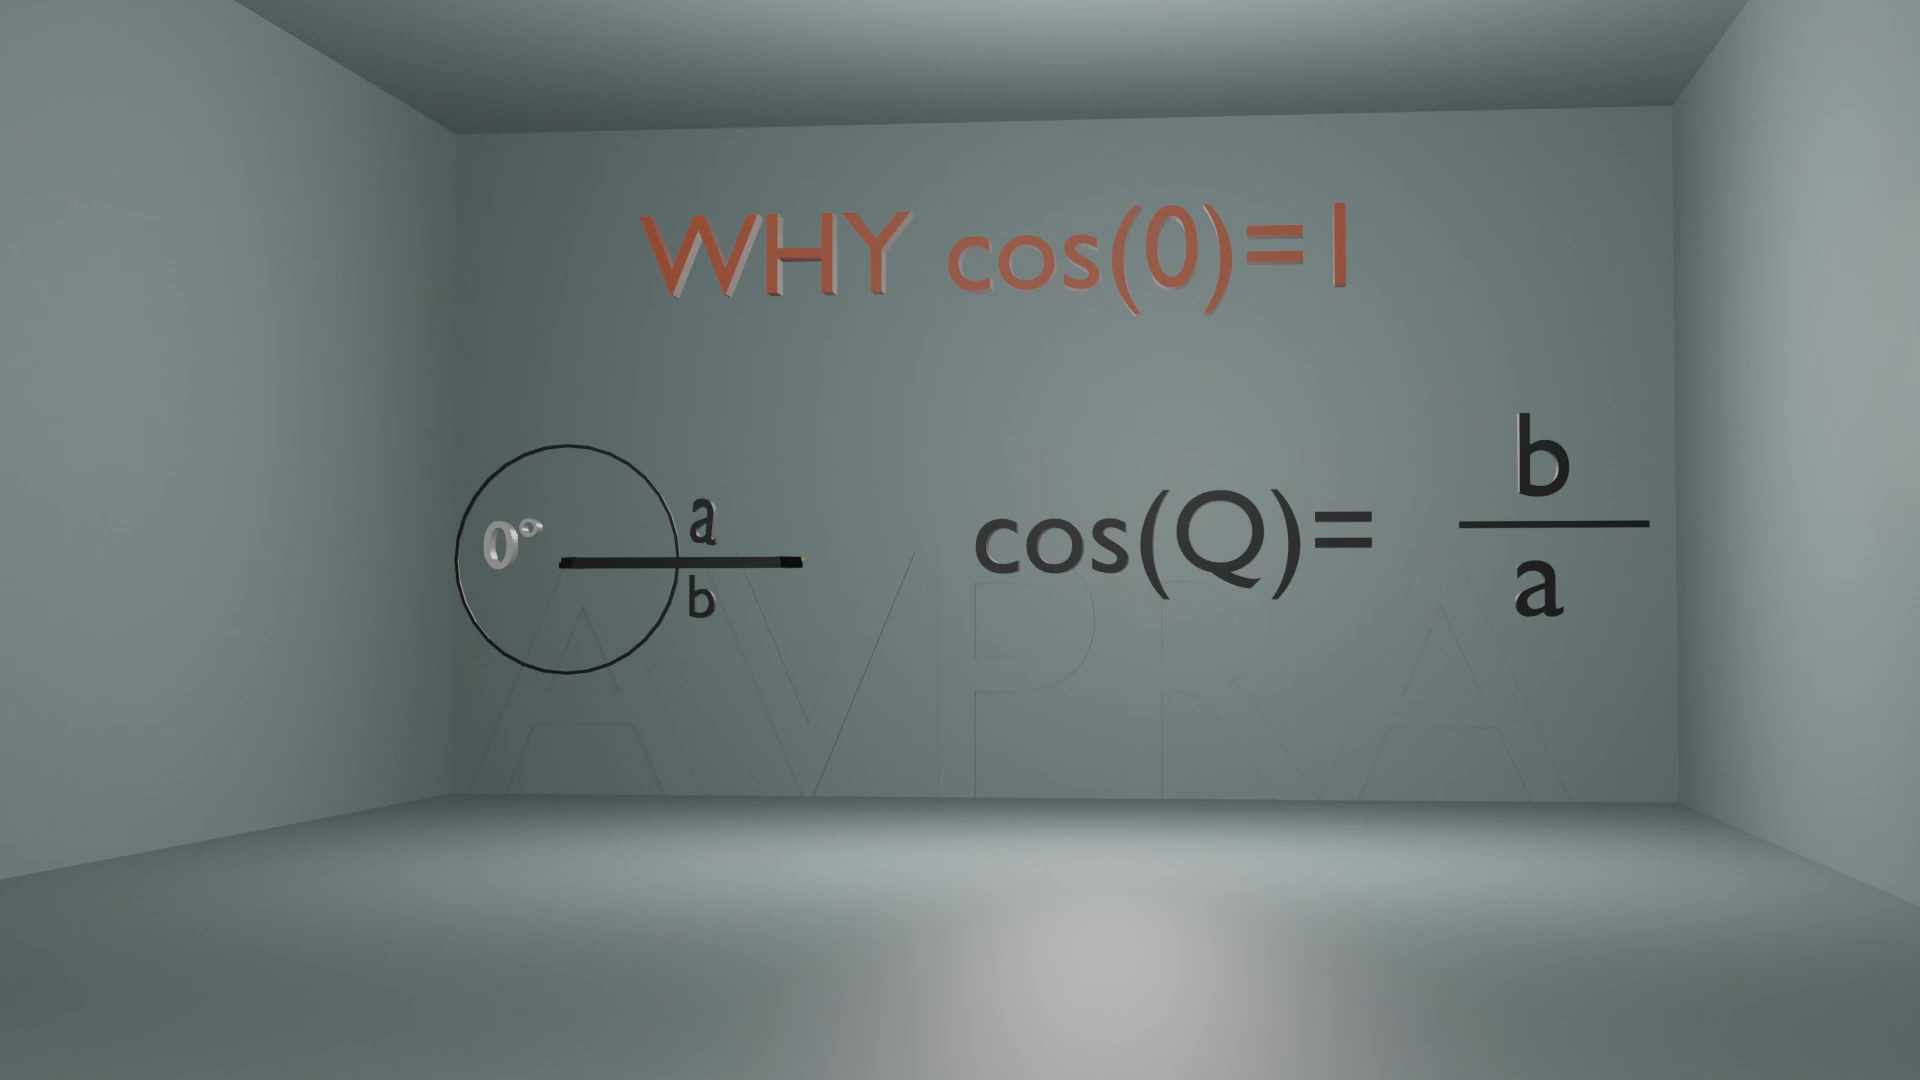 WHY cos(0)=1
0°
a
b
cos(Q)=
b
a
AVPRA